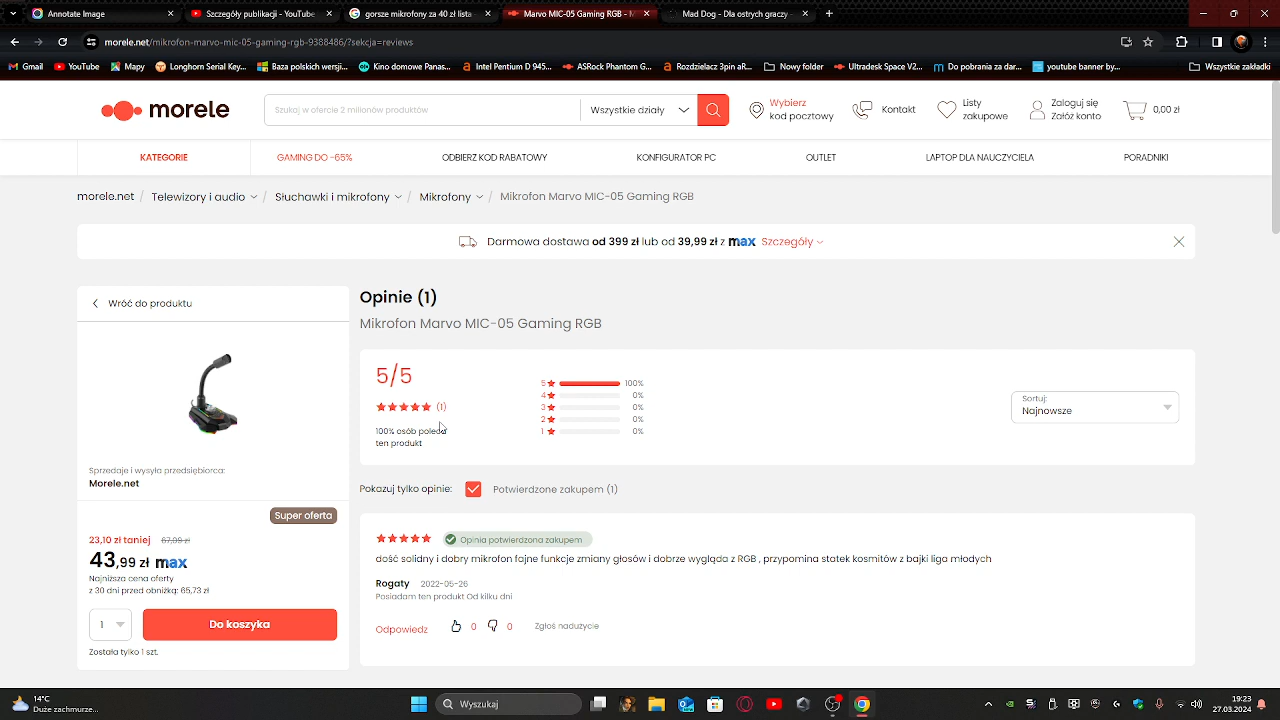 Annotate Image
Szczegóły publikacji - YouTube
gorsze mikrofony za 40 zł lista
Marvo MIC-05 Gaming RGB -
Mad Dog - Dla ostrych graczy
morele.net/mikrofon-marvo-mic-05-gaming-rgb-9388486/?sekcja=reviews
Gmail
YouTube
Mapy
Longhorn Serial Key...
Baza polskich wersji...
Kino domowe Panas...
Intel Pentium D 945...
ASRock Phantom G...
Rozdzielacz 3pin aR...
Nowy folder
Ultradesk Space V2...
Do pobrania za dar...
youtube banner by...
Wszystkie zakładki
morele
Szukaj w ofercie 2 milionów produktów
Wszystkie działy
Wybierz
kod pocztowy
Kontakt
Listy
zakupowe
Zaloguj się
Załóż konto
0,00 zł
KATEGORIE
GAMING DO -65%
ODBIERZ KOD RABATOWY
KONFIGURATOR PC
OUTLET
LAPTOP DLA NAUCZYCIELA
PORADNIKI
morele.net / Telewizory i audio / Słuchawki i mikrofony / Mikrofony / Mikrofon Marvo MIC-05 Gaming RGB
Darmowa dostawa od 399 zł lub od 39,99 zł z max Szczegóły
Wróć do produktu
Sprzedaje i wysyła przedsiębiorca:
Morele.net
Super oferta
23,10 zł taniej 67,09 zł
43,99 zł max
Najniższa cena oferty
z 30 dni przed obniżką: 65,73 zł
1
Do koszyka
Została tylko 1 szt.
Opinie (1)
Mikrofon Marvo MIC-05 Gaming RGB
5/5
(1)
100% osób poleca
ten produkt
5 100%
4 0%
3 0%
2 0%
1 0%
Sortuj:
Najnowsze
Pokazuj tylko opinie: Potwierdzone zakupem (1)
Opinia potwierdzona zakupem
dość solidny i dobry mikrofon fajne funkcje zmiany głosów i dobrze wygląda z RGB , przypomina statek kosmitów z bajki liga młodych
Rogaty 2022-05-26
Posiadam ten produkt Od kilku dni
Odpowiedz 0 0 Zgłoś nadużycie
14°C
Duże zachmurze...
Wyszukaj
19:23
27.03.2024